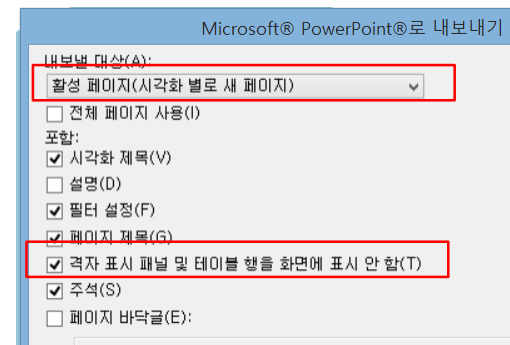 Microsoft® PowerPoint®로 내보내기
내보낼 대상(A):
활성 페이지(시각화 별로 새 페이지)
전체 페이지 사용(I)
포함:
시각화 제목(V)
설명(D)
필터 설정(F)
페이지 제목(G)
격자 표시 패널 및 테이블 행을 화면에 표시 안 함(T)
주석(S)
페이지 바닥글(E):